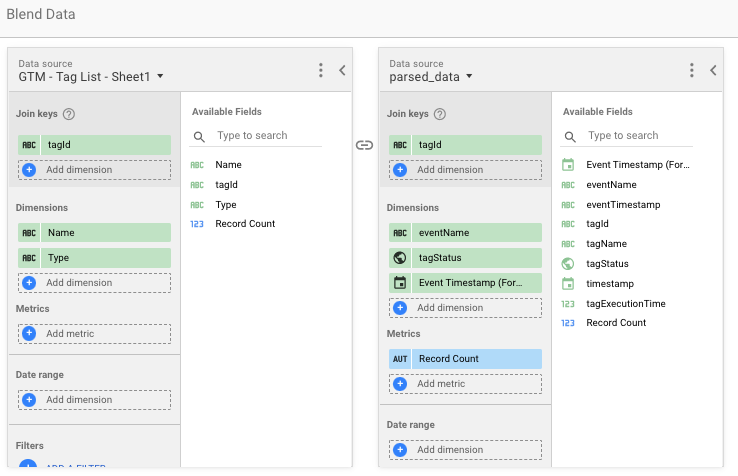 Blend Data
Data source
GTM - Tag List - Sheet1
Join keys
ABC tagId
Add dimension
Dimensions
ABC Name
ABC Type
Add dimension
Metrics
Add metric
Date range
Add dimension
Filters
ADD A FILTER
Available Fields
Type to search
ABC Name
ABC tagId
ABC Type
123 Record Count
Data source
parsed_data
Join keys
ABC tagId
Add dimension
Dimensions
ABC eventName
tagStatus
Event Timestamp (For...
Add dimension
Metrics
AUT Record Count
Add metric
Date range
Add dimension
Available Fields
Type to search
Event Timestamp (For...
ABC eventName
ABC eventTimestamp
ABC tagId
ABC tagName
tagStatus
timestamp
123 tagExecutionTime
123 Record Count